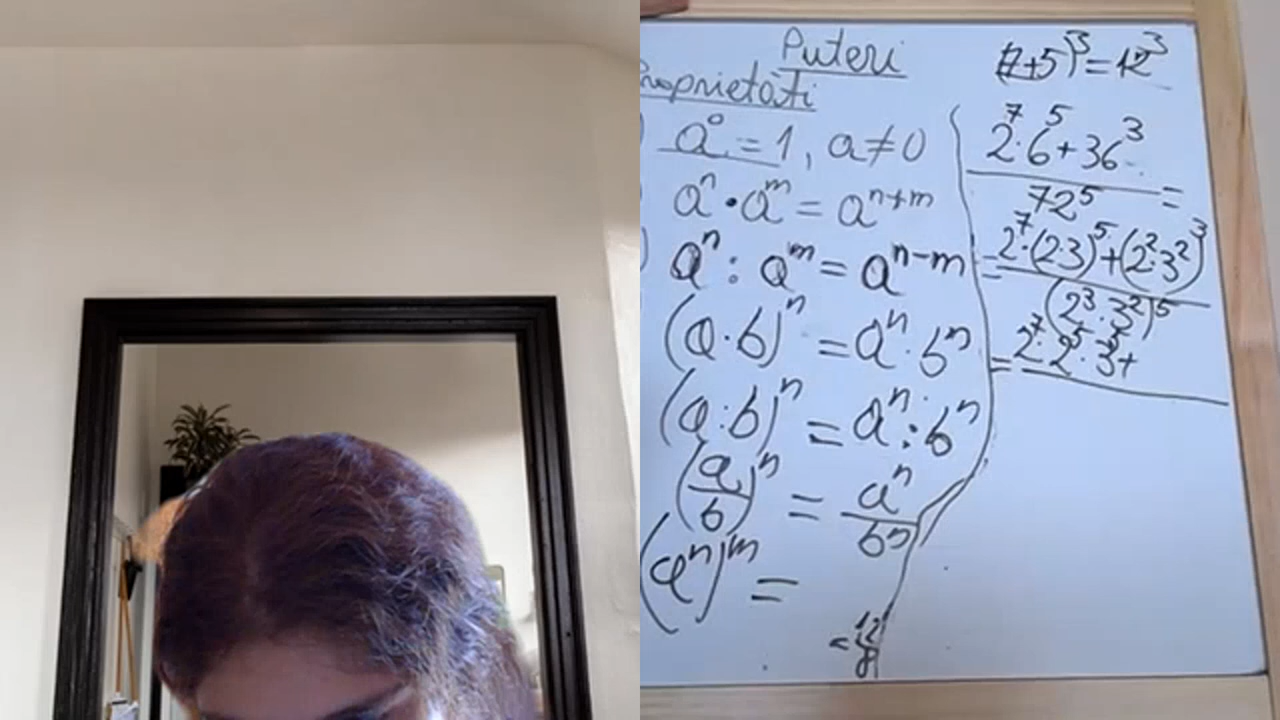 Puteri
Proprietăți
a⁰ = 1, a ≠ 0
aⁿ • aᵐ = aⁿ⁺ᵐ
aⁿ : aᵐ = aⁿ⁻ᵐ
(a·b)ⁿ = aⁿ·bⁿ
(a:b)ⁿ = aⁿ:bⁿ
(a/b)ⁿ = aⁿ/bⁿ
(aⁿ)ᵐ =
(7+5)³ = 12³
2⁷·6⁵+36³
72⁵ =
= 2⁷·(2·3)⁵+(2²·3²)³
(2³·3²)⁵
= 2⁷·2⁵·3⁵+